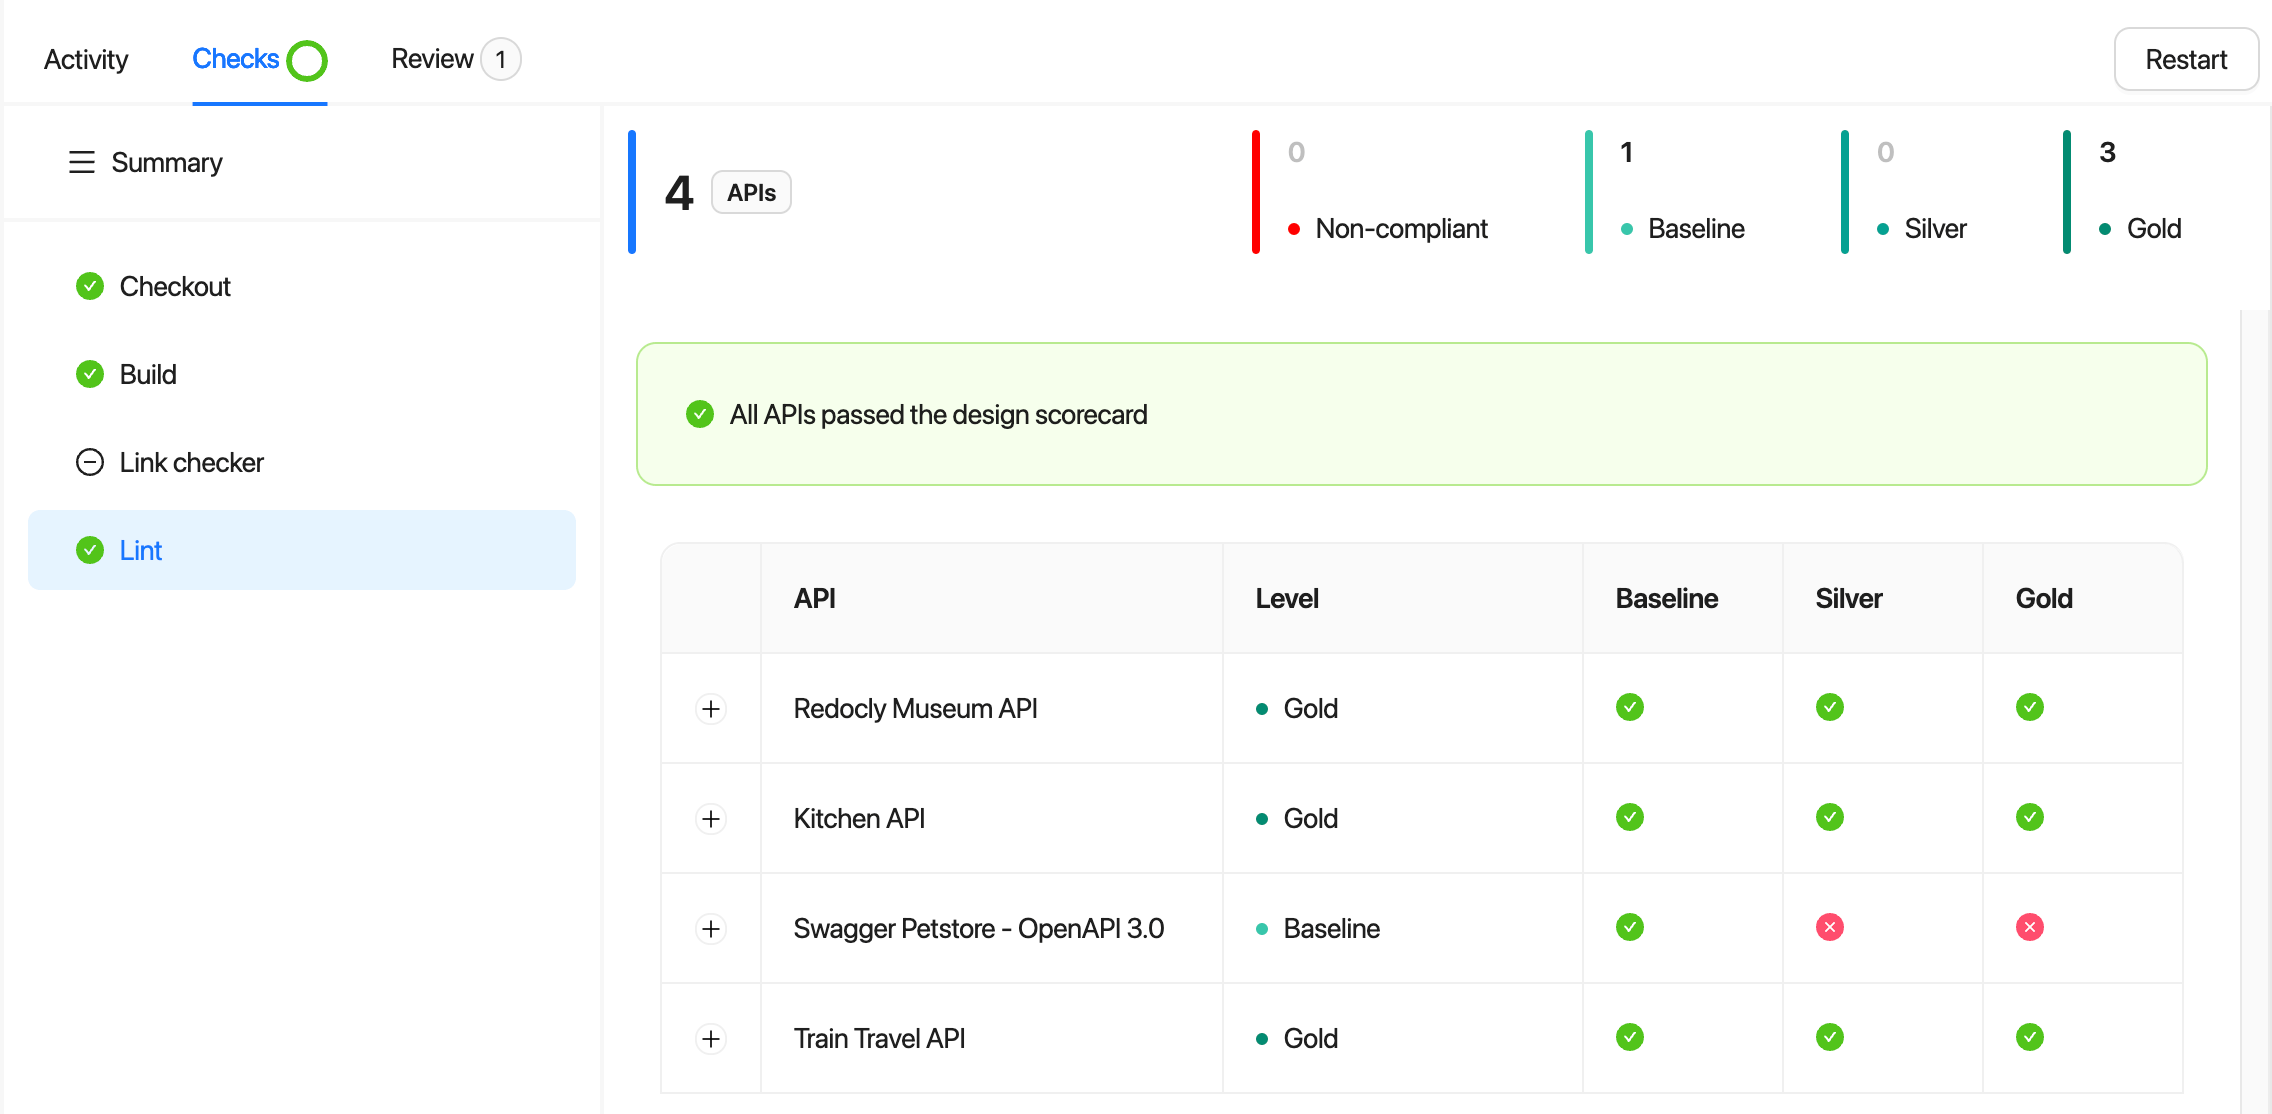 Activity Checks Review 1 Restart
Summary
Checkout
Build
Link checker
Lint
4 APIs
0
Non-compliant
1
Baseline
0
Silver
3
Gold
All APIs passed the design scorecard
API Level Baseline Silver Gold
Redocly Museum API Gold
Kitchen API Gold
Swagger Petstore - OpenAPI 3.0 Baseline
Train Travel API Gold